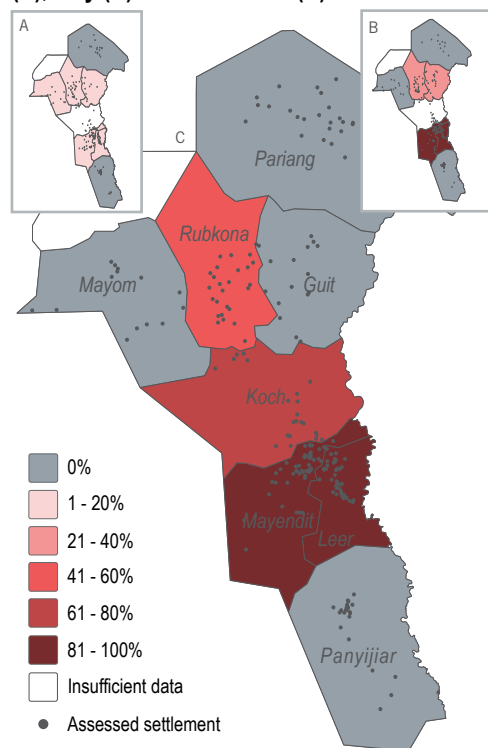 A
B
C
Pariang
Rubkona
Mayom
Guit
Koch
Mayendit
Leer
Panyijiar
0%
1 - 20%
21 - 40%
41 - 60%
61 - 80%
81 - 100%
Insufficient data
Assessed settlement